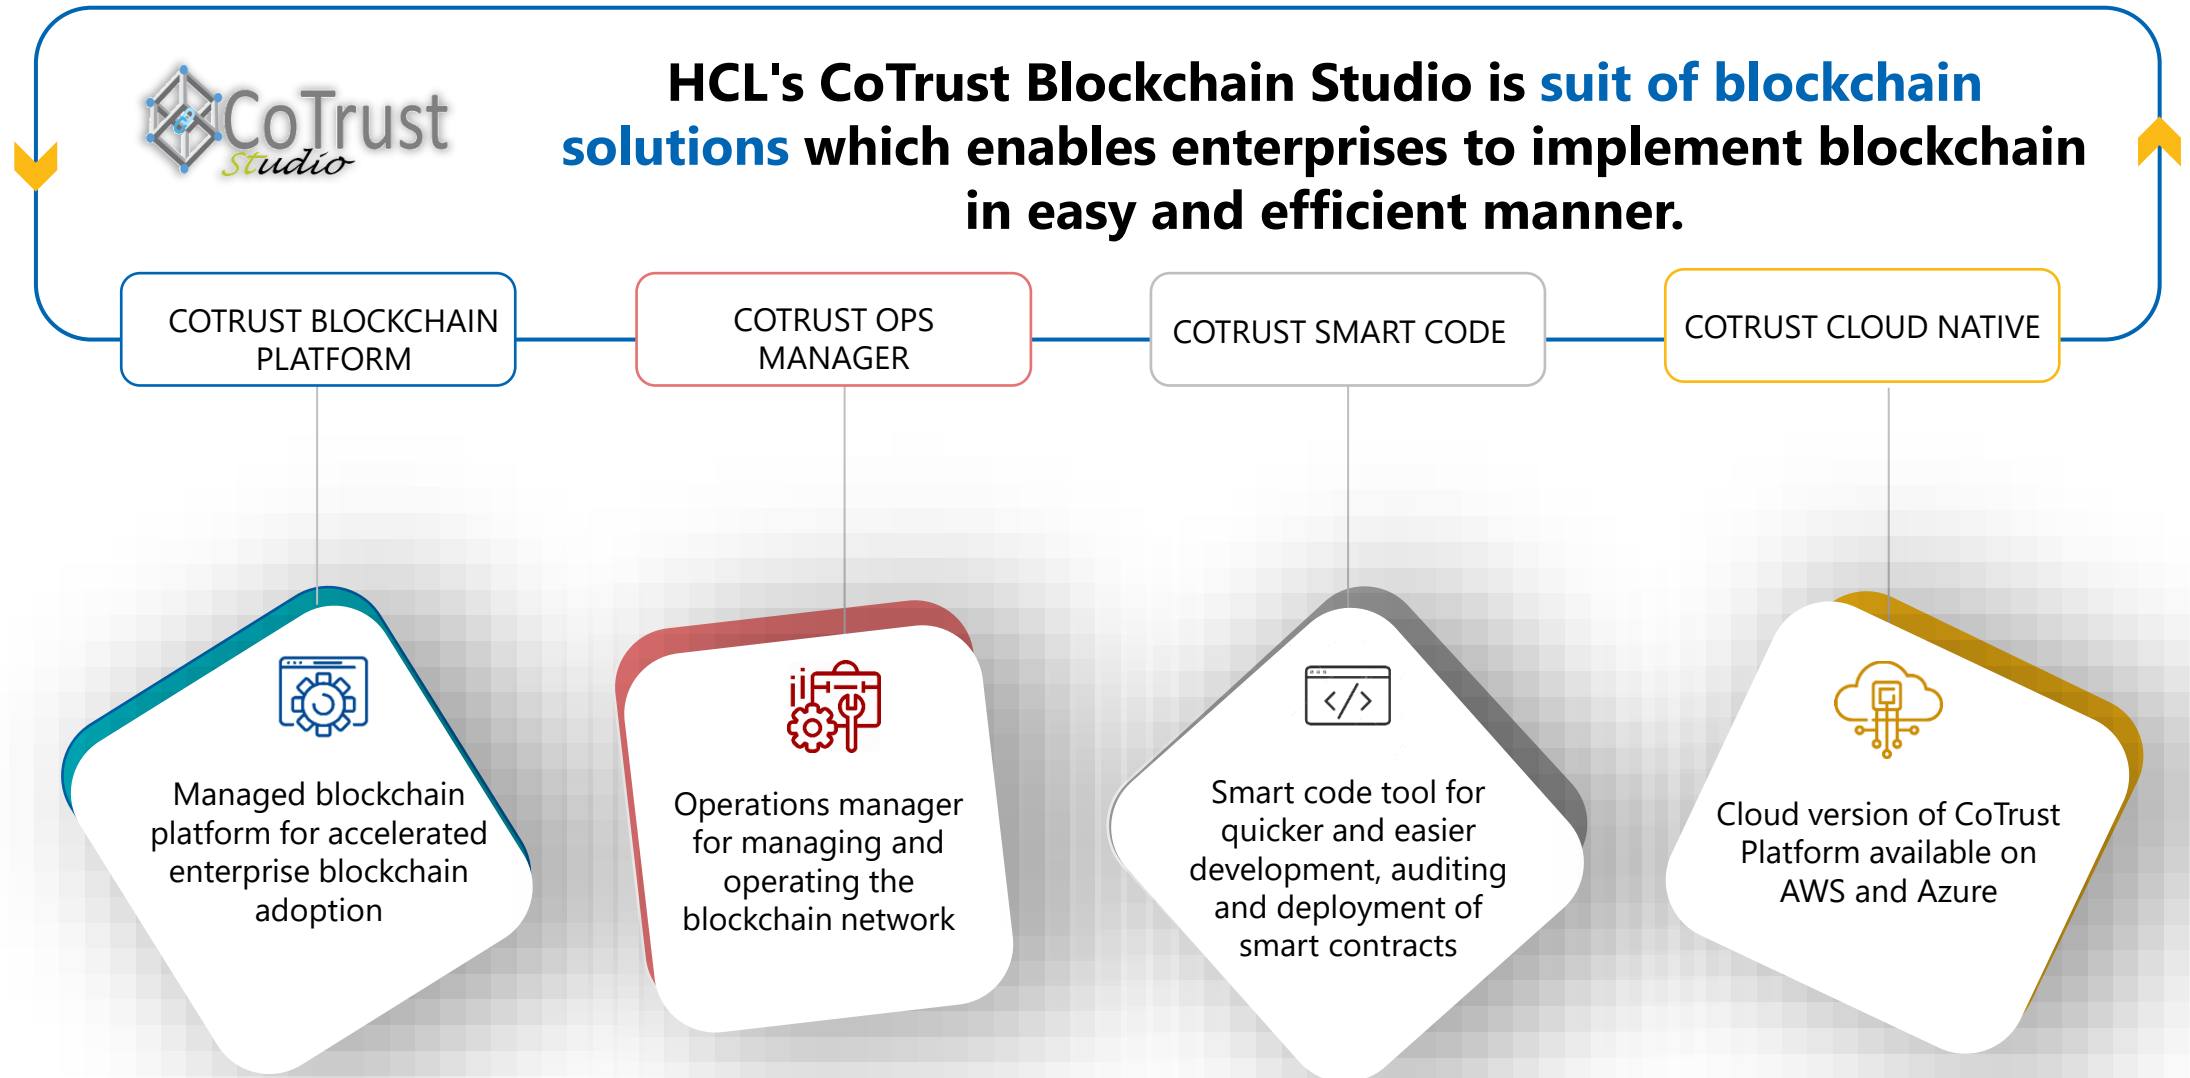 CoTrust
Studio
HCL's CoTrust Blockchain Studio is suit of blockchain
solutions which enables enterprises to implement blockchain
in easy and efficient manner.
COTRUST BLOCKCHAIN
PLATFORM
COTRUST OPS
MANAGER
COTRUST SMART CODE
COTRUST CLOUD NATIVE
Managed blockchain
platform for accelerated
enterprise blockchain
adoption
Operations manager
for managing and
operating the
blockchain network
</>
Smart code tool for
quicker and easier
development, auditing
and deployment of
smart contracts
Cloud version of CoTrust
Platform available on
AWS and Azure